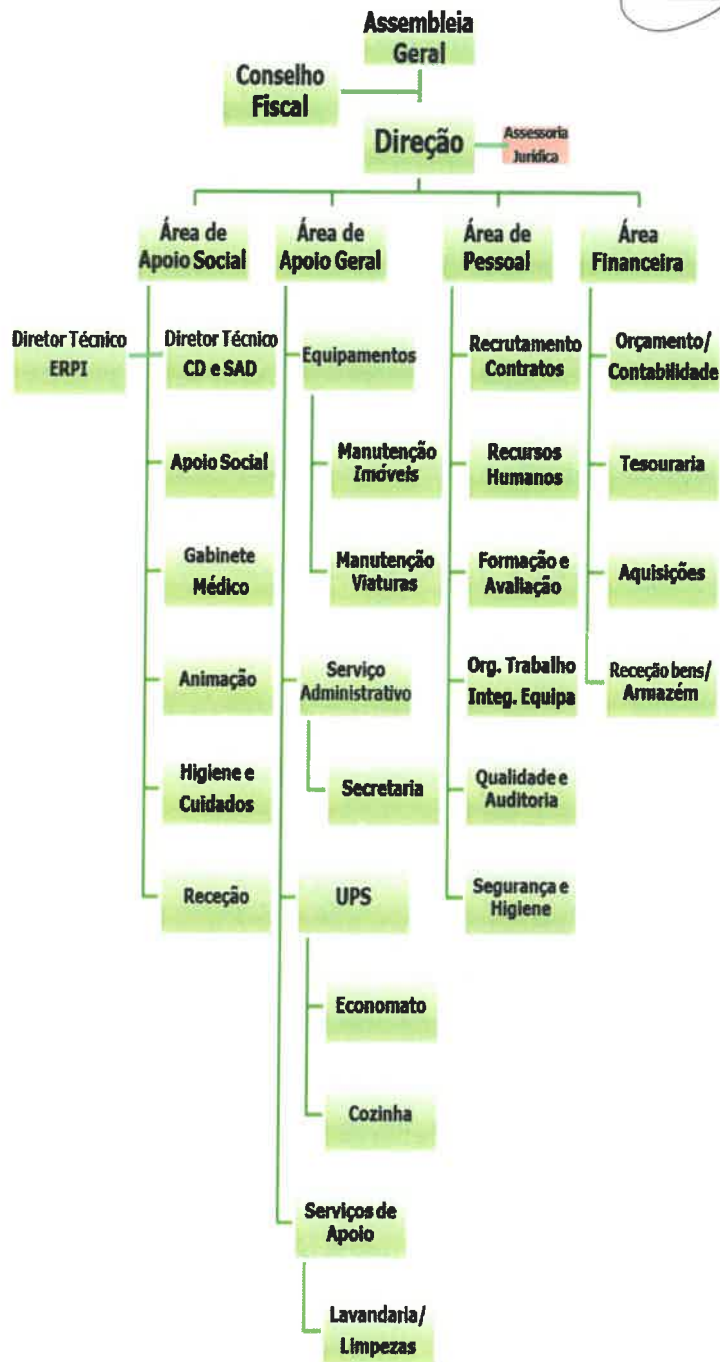 Assembleia
Geral
Conselho
Fiscal
Direção
Assessoria
Jurídica
Área de
Apoio Social
Área de
Apoio Geral
Área de
Pessoal
Área
Financeira
Diretor Técnico
ERPI
Diretor Técnico
CD e SAD
Equipamentos
Recrutamento
Contratos
Orçamento/
Contabilidade
Apoio Social
Manutenção
Imóveis
Recursos
Humanos
Tesouraria
Gabinete
Médico
Manutenção
Viaturas
Formação e
Avaliação
Aquisições
Animação
Serviço
Administrativo
Org. Trabalho
Integ. Equipa
Receção bens/
Armazém
Higiene e
Cuidados
Secretaria
Qualidade e
Auditoria
Receção
UPS
Segurança e
Higiene
Economato
Cozinha
Serviços de
Apoio
Lavandaria/
Limpezas